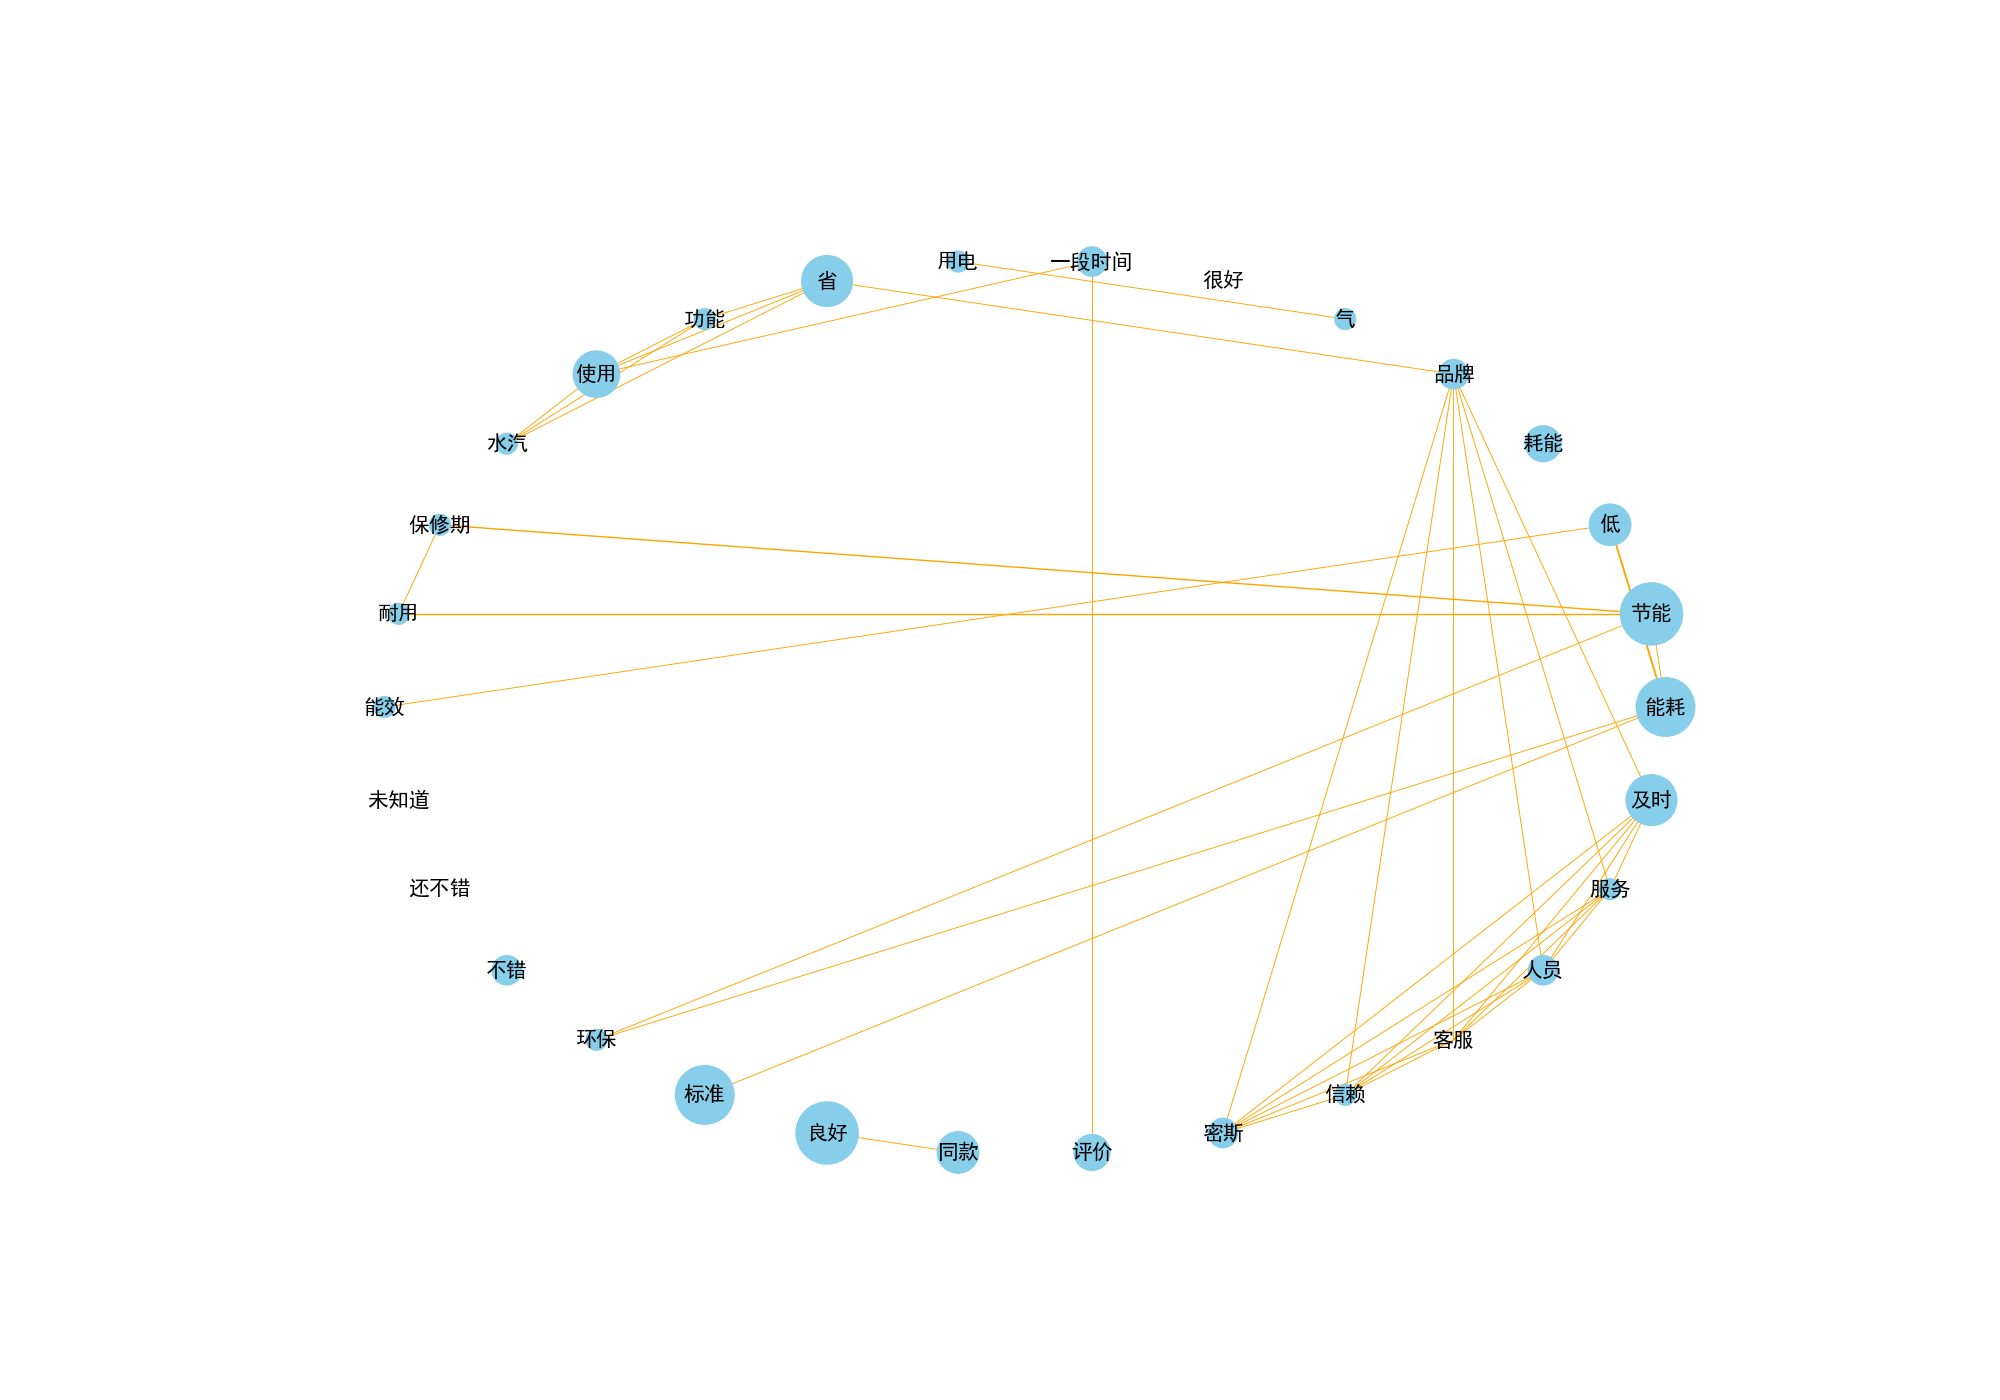 用电
一段时间
省
很好
功能
气
使用
品牌
水汽
耗能
保修期
低
耐用
节能
能效
能耗
未知道
及时
还不错
服务
不错
人员
环保
客服
标准
信赖
良好
密斯
同款
评价